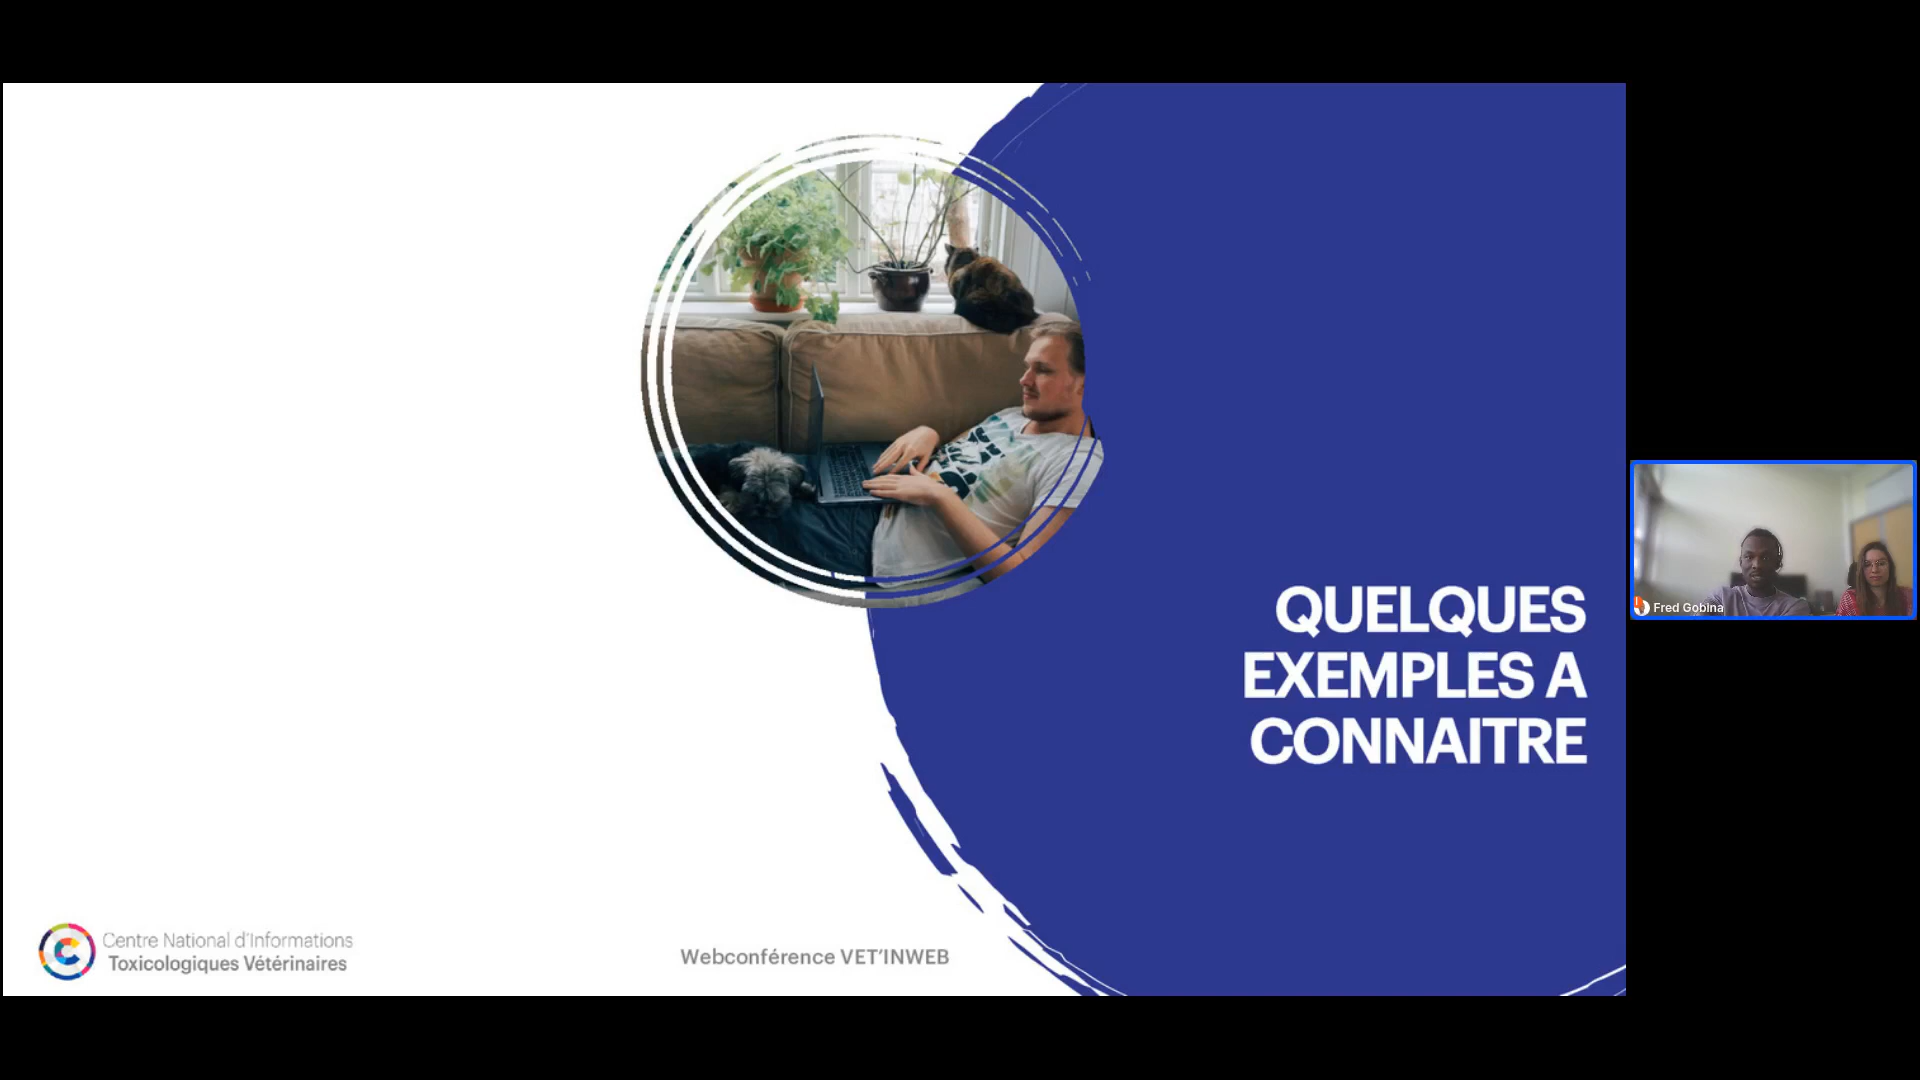 QUELQUES
EXEMPLES A
CONNAITRE
Fred Gobina
Centre National d'Informations
Toxicologiques Vétérinaires
Webconférence VET'INWEB